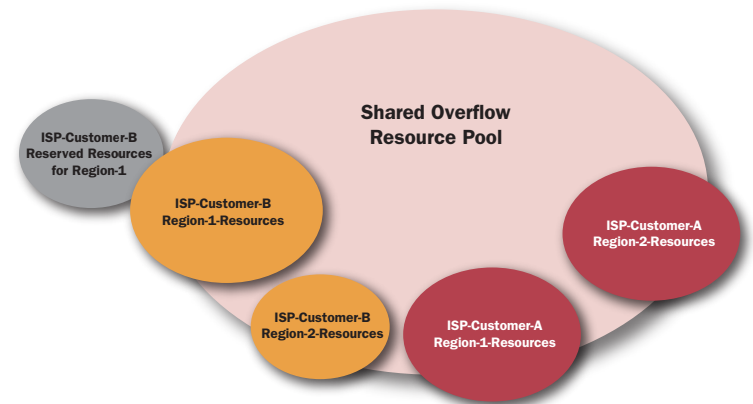 Shared Overflow
Resource Pool
ISP-Customer-B
Reserved Resources
for Region-1
ISP-Customer-B
Region-1-Resources
ISP-Customer-A
Region-2-Resources
ISP-Customer-B
Region-2-Resources
ISP-Customer-A
Region-1-Resources